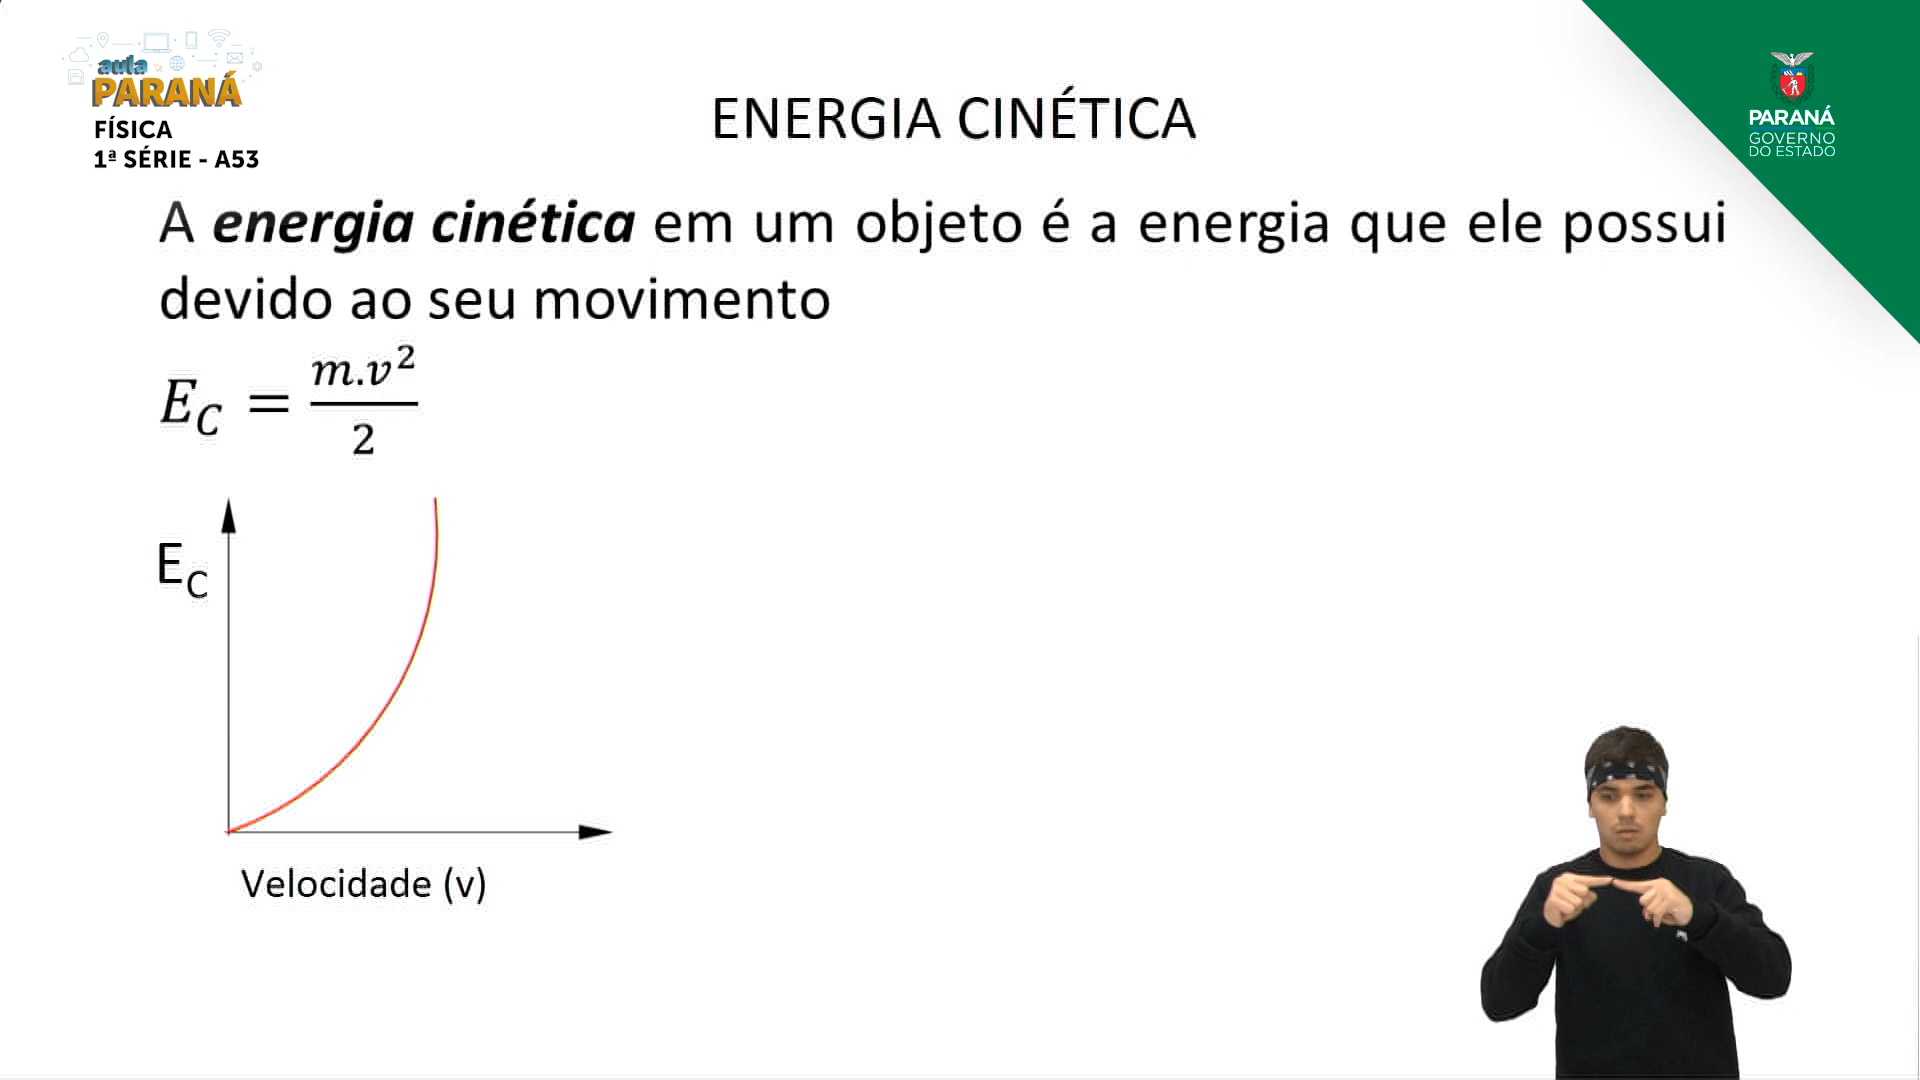 aula
PARANÁ
FÍSICA
1ª SÉRIE - A53
PARANÁ
GOVERNO
DO ESTADO
ENERGIA CINÉTICA
A energia cinética em um objeto é a energia que ele possui
devido ao seu movimento
E_C = m.v²/2
E_C
Velocidade (v)